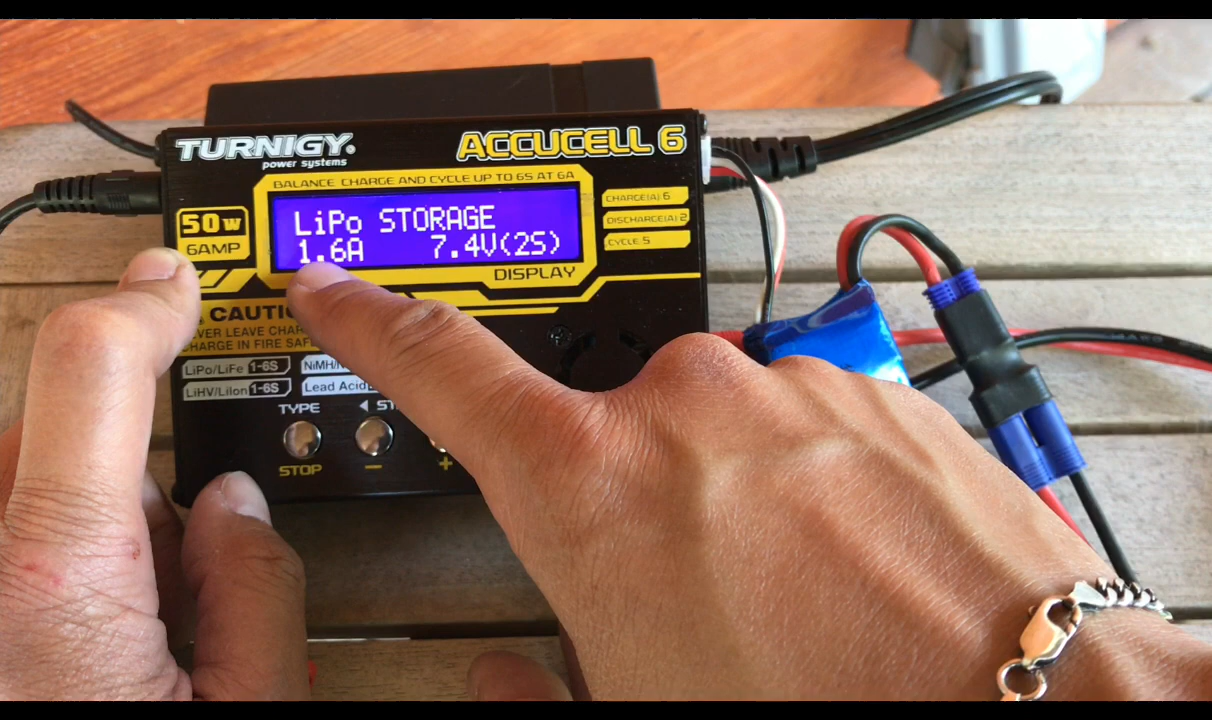 TURNIGY®
power systems
ACCUCELL 6
BALANCE CHARGE AND CYCLE UP TO 6S AT 6A
50W
6AMP
LiPo STORAGE
1.6A 7.4V(2S)
CHARGE(A): 6
DISCHARGE(A): 2
CYCLE: 5
DISPLAY
LiPo/LiFe 1-6S
LiHV/LiIon 1-6S
Lead Acid
TYPE
STOP
−
+